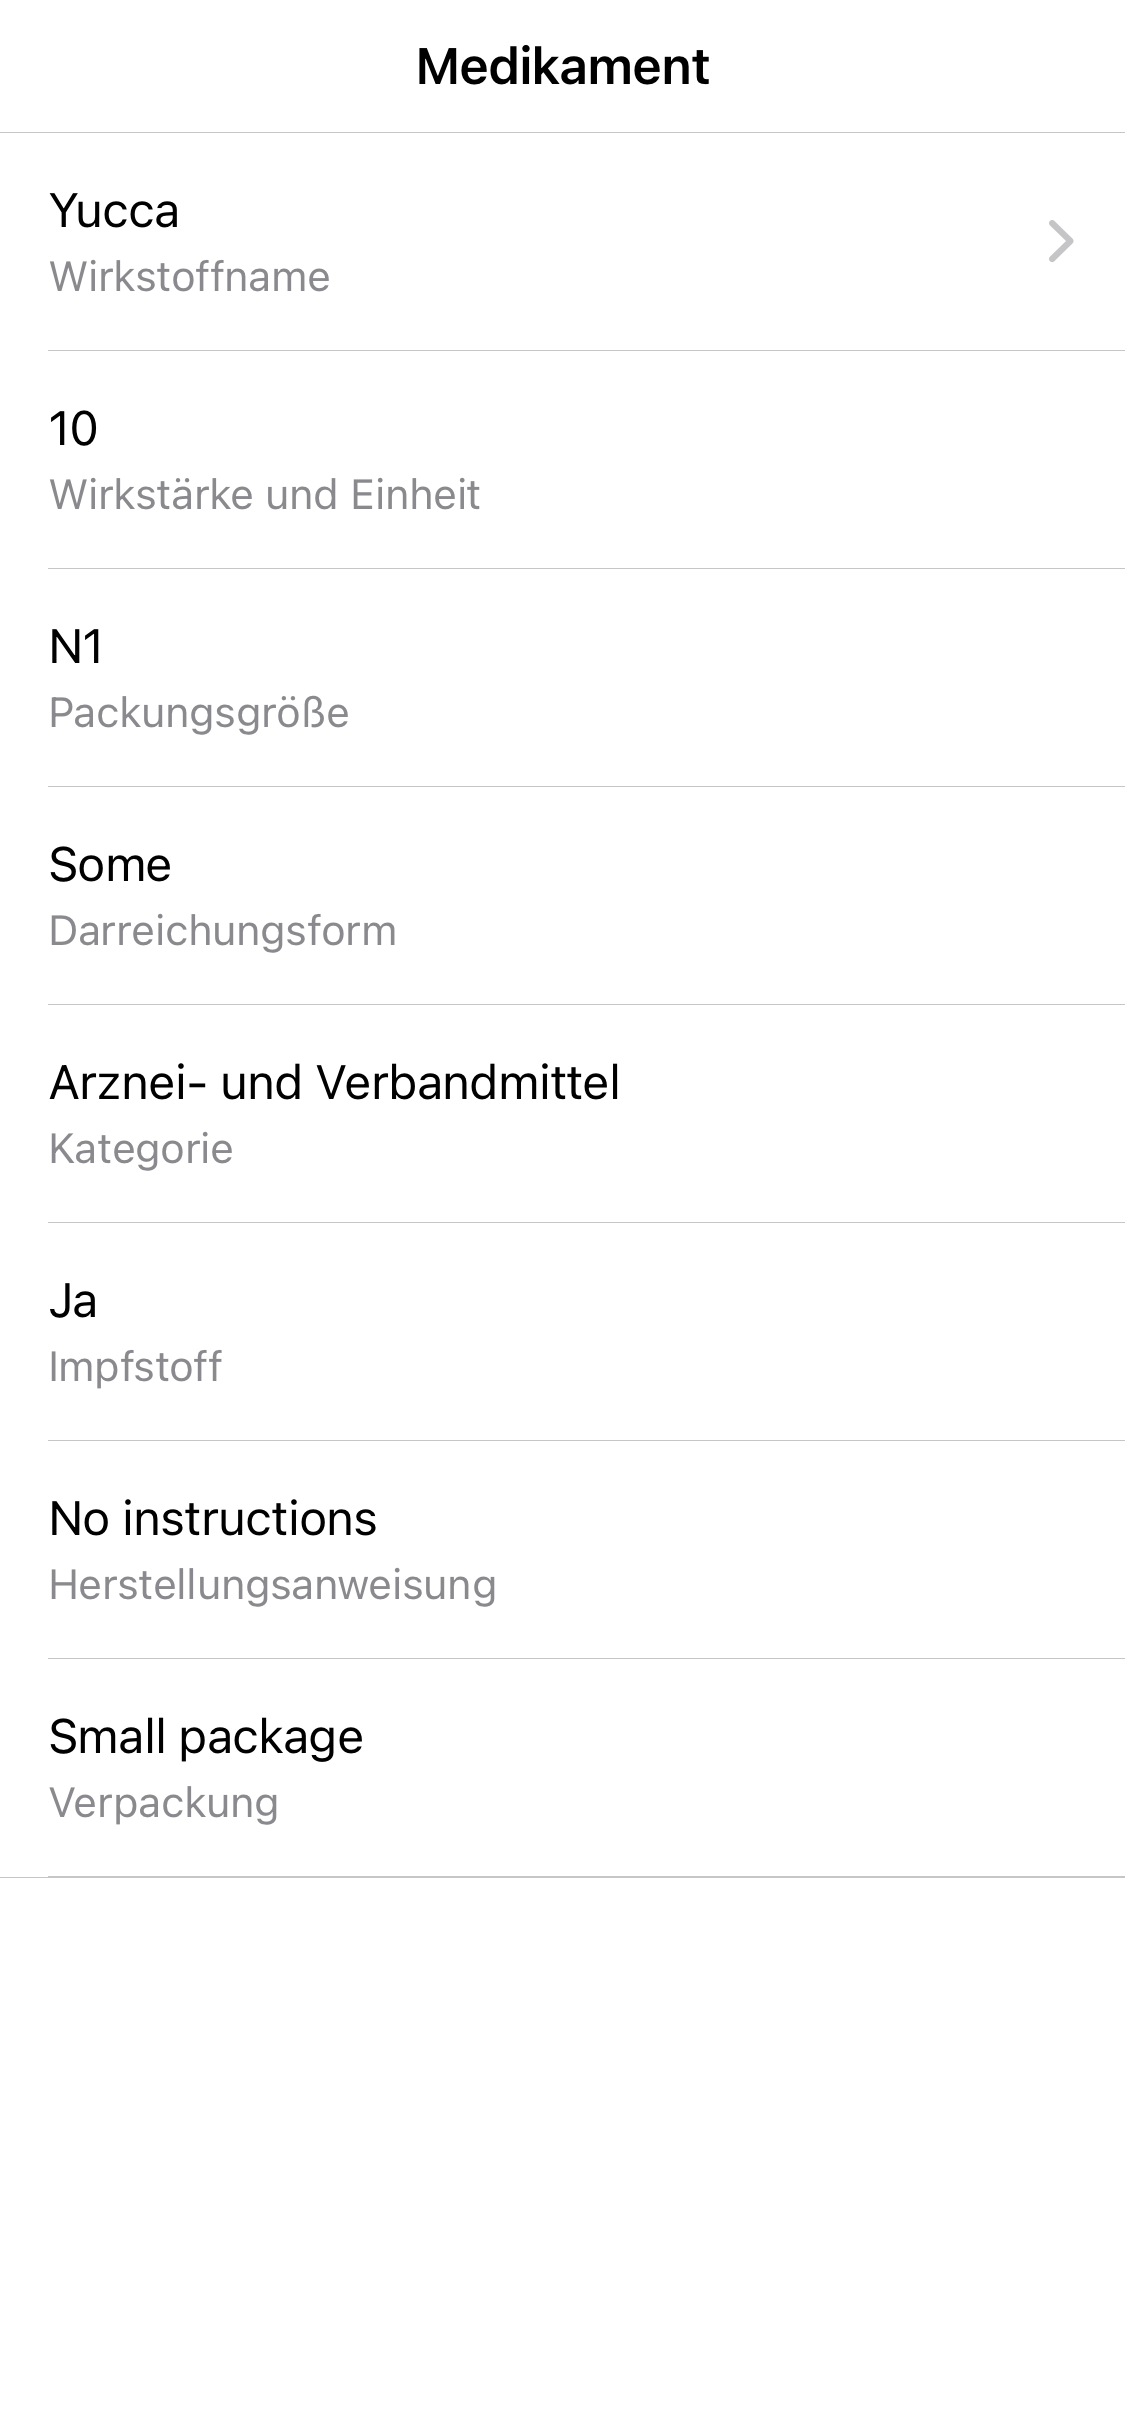 Medikament
Yucca
Wirkstoffname
10
Wirkstärke und Einheit
N1
Packungsgröße
Some
Darreichungsform
Arznei- und Verbandmittel
Kategorie
Ja
Impfstoff
No instructions
Herstellungsanweisung
Small package
Verpackung